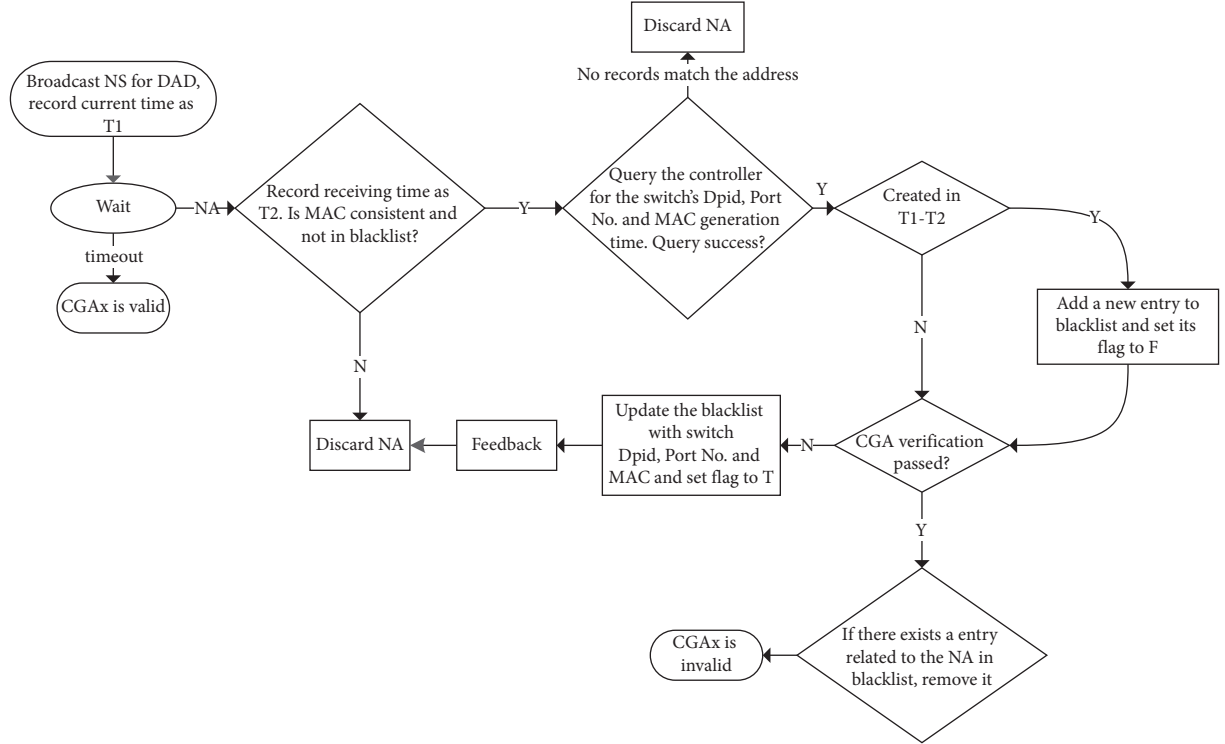 Discard NA
No records match the address
Broadcast NS for DAD,
record current time as
T1
Wait
NA
timeout
CGAx is valid
Record receiving time as
T2. Is MAC consistent and
not in blacklist?
Y
N
Query the controller
for the switch's Dpid, Port
No. and MAC generation
time. Query success?
Y
Created in
T1-T2
Y
N
Add a new entry to
blacklist and set its
flag to F
Discard NA
Feedback
Update the blacklist
with switch
Dpid, Port No. and
MAC and set flag to T
N
CGA verification
passed?
Y
CGAx is
invalid
If there exists a entry
related to the NA in
blacklist, remove it